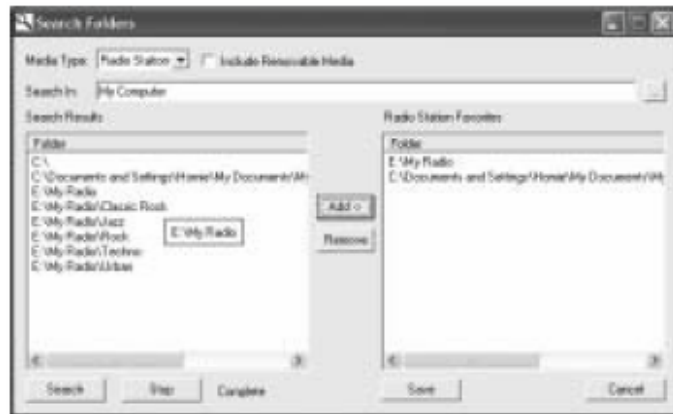 Search Folders
Media Type: Radio Station Include Removable Media
Search In: My Computer ...
Search Results
Radio Station Favorites
Folder
C:\
C:\Documents and Settings\Home\My Documents\My
E:\My Radio
E:\My Radio\Classic Rock
E:\My Radio\Jazz
E:\My Radio\Rock
E:\My Radio\Techno
E:\My Radio\Urban
E:\My Radio
Add >
Remove
Folder
E:\My Radio
C:\Documents and Settings\Home\My Documents\My
Search Stop Complete Save Cancel